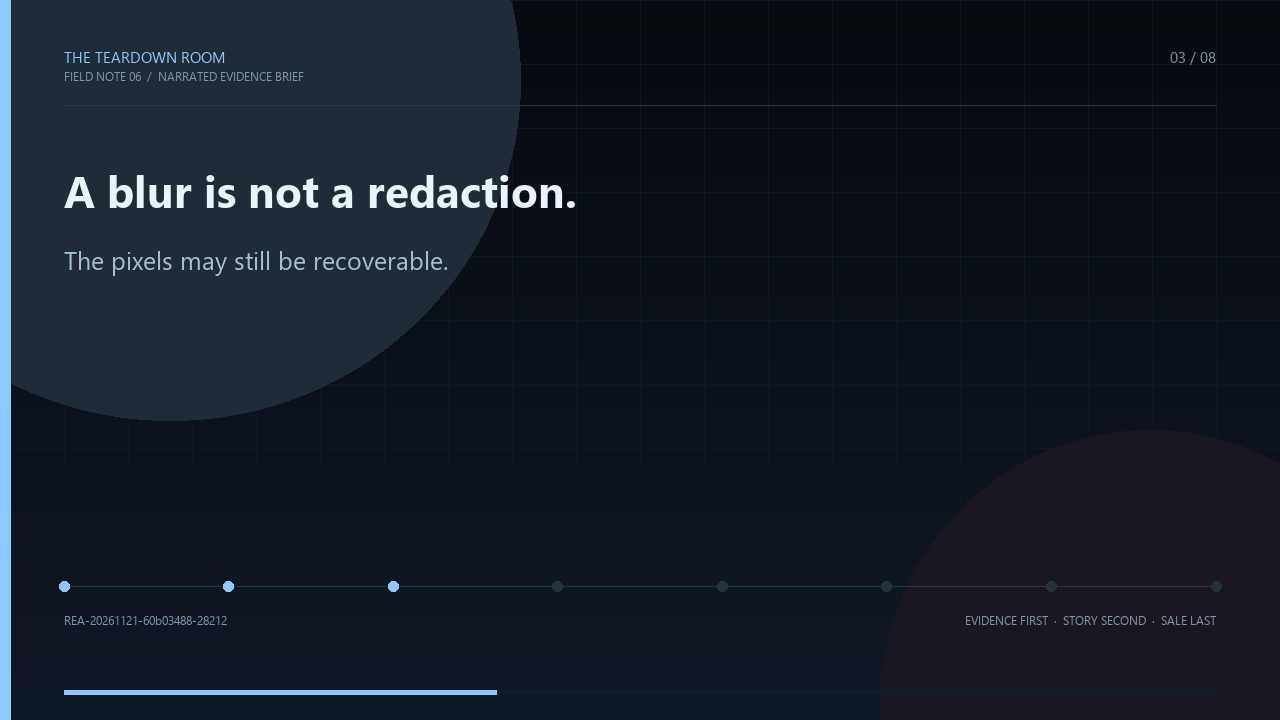 THE TEARDOWN ROOM
FIELD NOTE 06 / NARRATED EVIDENCE BRIEF
03 / 08
A blur is not a redaction.
The pixels may still be recoverable.
REA-20261121-60b03488-28212
EVIDENCE FIRST · STORY SECOND · SALE LAST